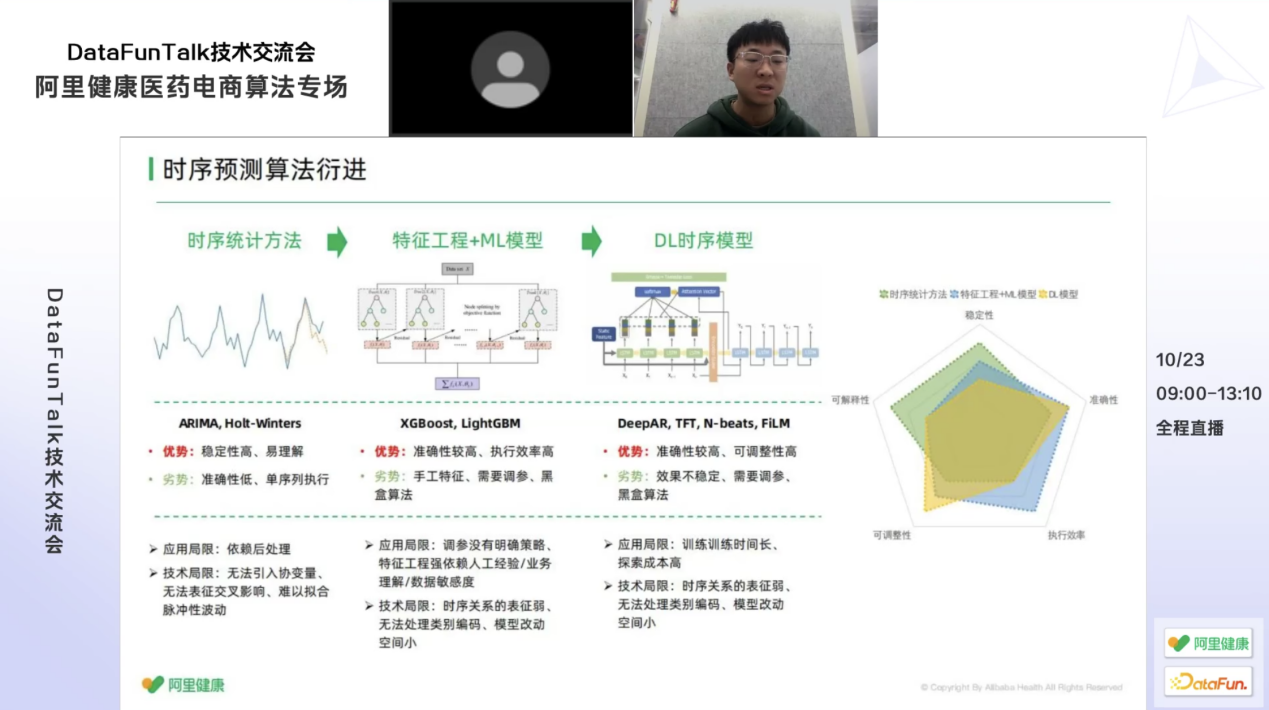 DataFunTalk技术交流会
阿里健康医药电商算法专场
DataFunTalk技术交流会
时序预测算法衍进
时序统计方法
特征工程+ML模型
DL时序模型
Node splitting by
objective function
Residual
Residual
Residual
softmax
Attention vector
Static
Feature
时序统计方法 特征工程+ML模型 DL模型
稳定性
准确性
执行效率
可调整性
可解释性
ARIMA, Holt-Winters
• 优势：稳定性高、易理解
• 劣势：准确性低、单序列执行
XGBoost, LightGBM
• 优势：准确性较高、执行效率高
• 劣势：手工特征、需要调参、黑
盒算法
DeepAR, TFT, N-beats, FiLM
• 优势：准确性较高、可调整性高
• 劣势：效果不稳定、需要调参、
黑盒算法
➢ 应用局限：依赖后处理
➢ 技术局限：无法引入协变量、
无法表征交叉影响、难以拟合
脉冲性波动
➢ 应用局限：调参没有明确策略、
特征工程强依赖人工经验/业务
理解/数据敏感度
➢ 技术局限：时序关系的表征弱、
无法处理类别编码、模型改动
空间小
➢ 应用局限：训练训练时间长、
探索成本高
➢ 技术局限：时序关系的表征弱、
无法处理类别编码、模型改动
空间小
阿里健康
© Copyright By Alibaba Health All Rights Reserved
10/23
09:00-13:10
全程直播
阿里健康
DataFun.